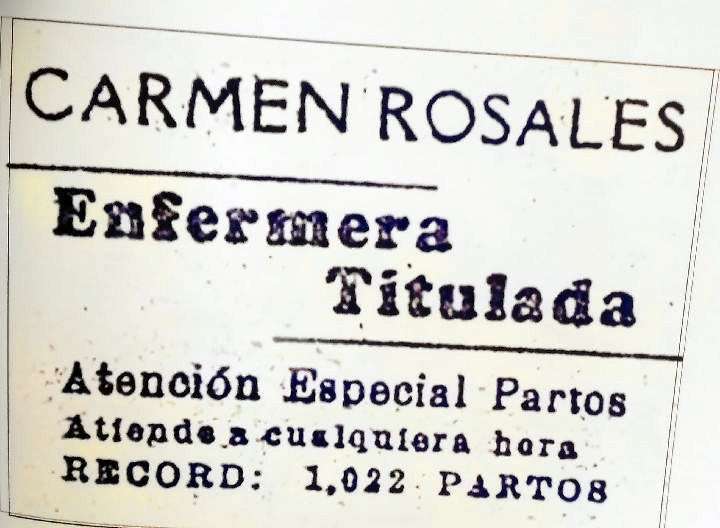 CARMEN ROSALES
Enfermera
Titulada
Atención Especial Partos
Atiende a cualquiera hora
RECORD: 1,022 PARTOS